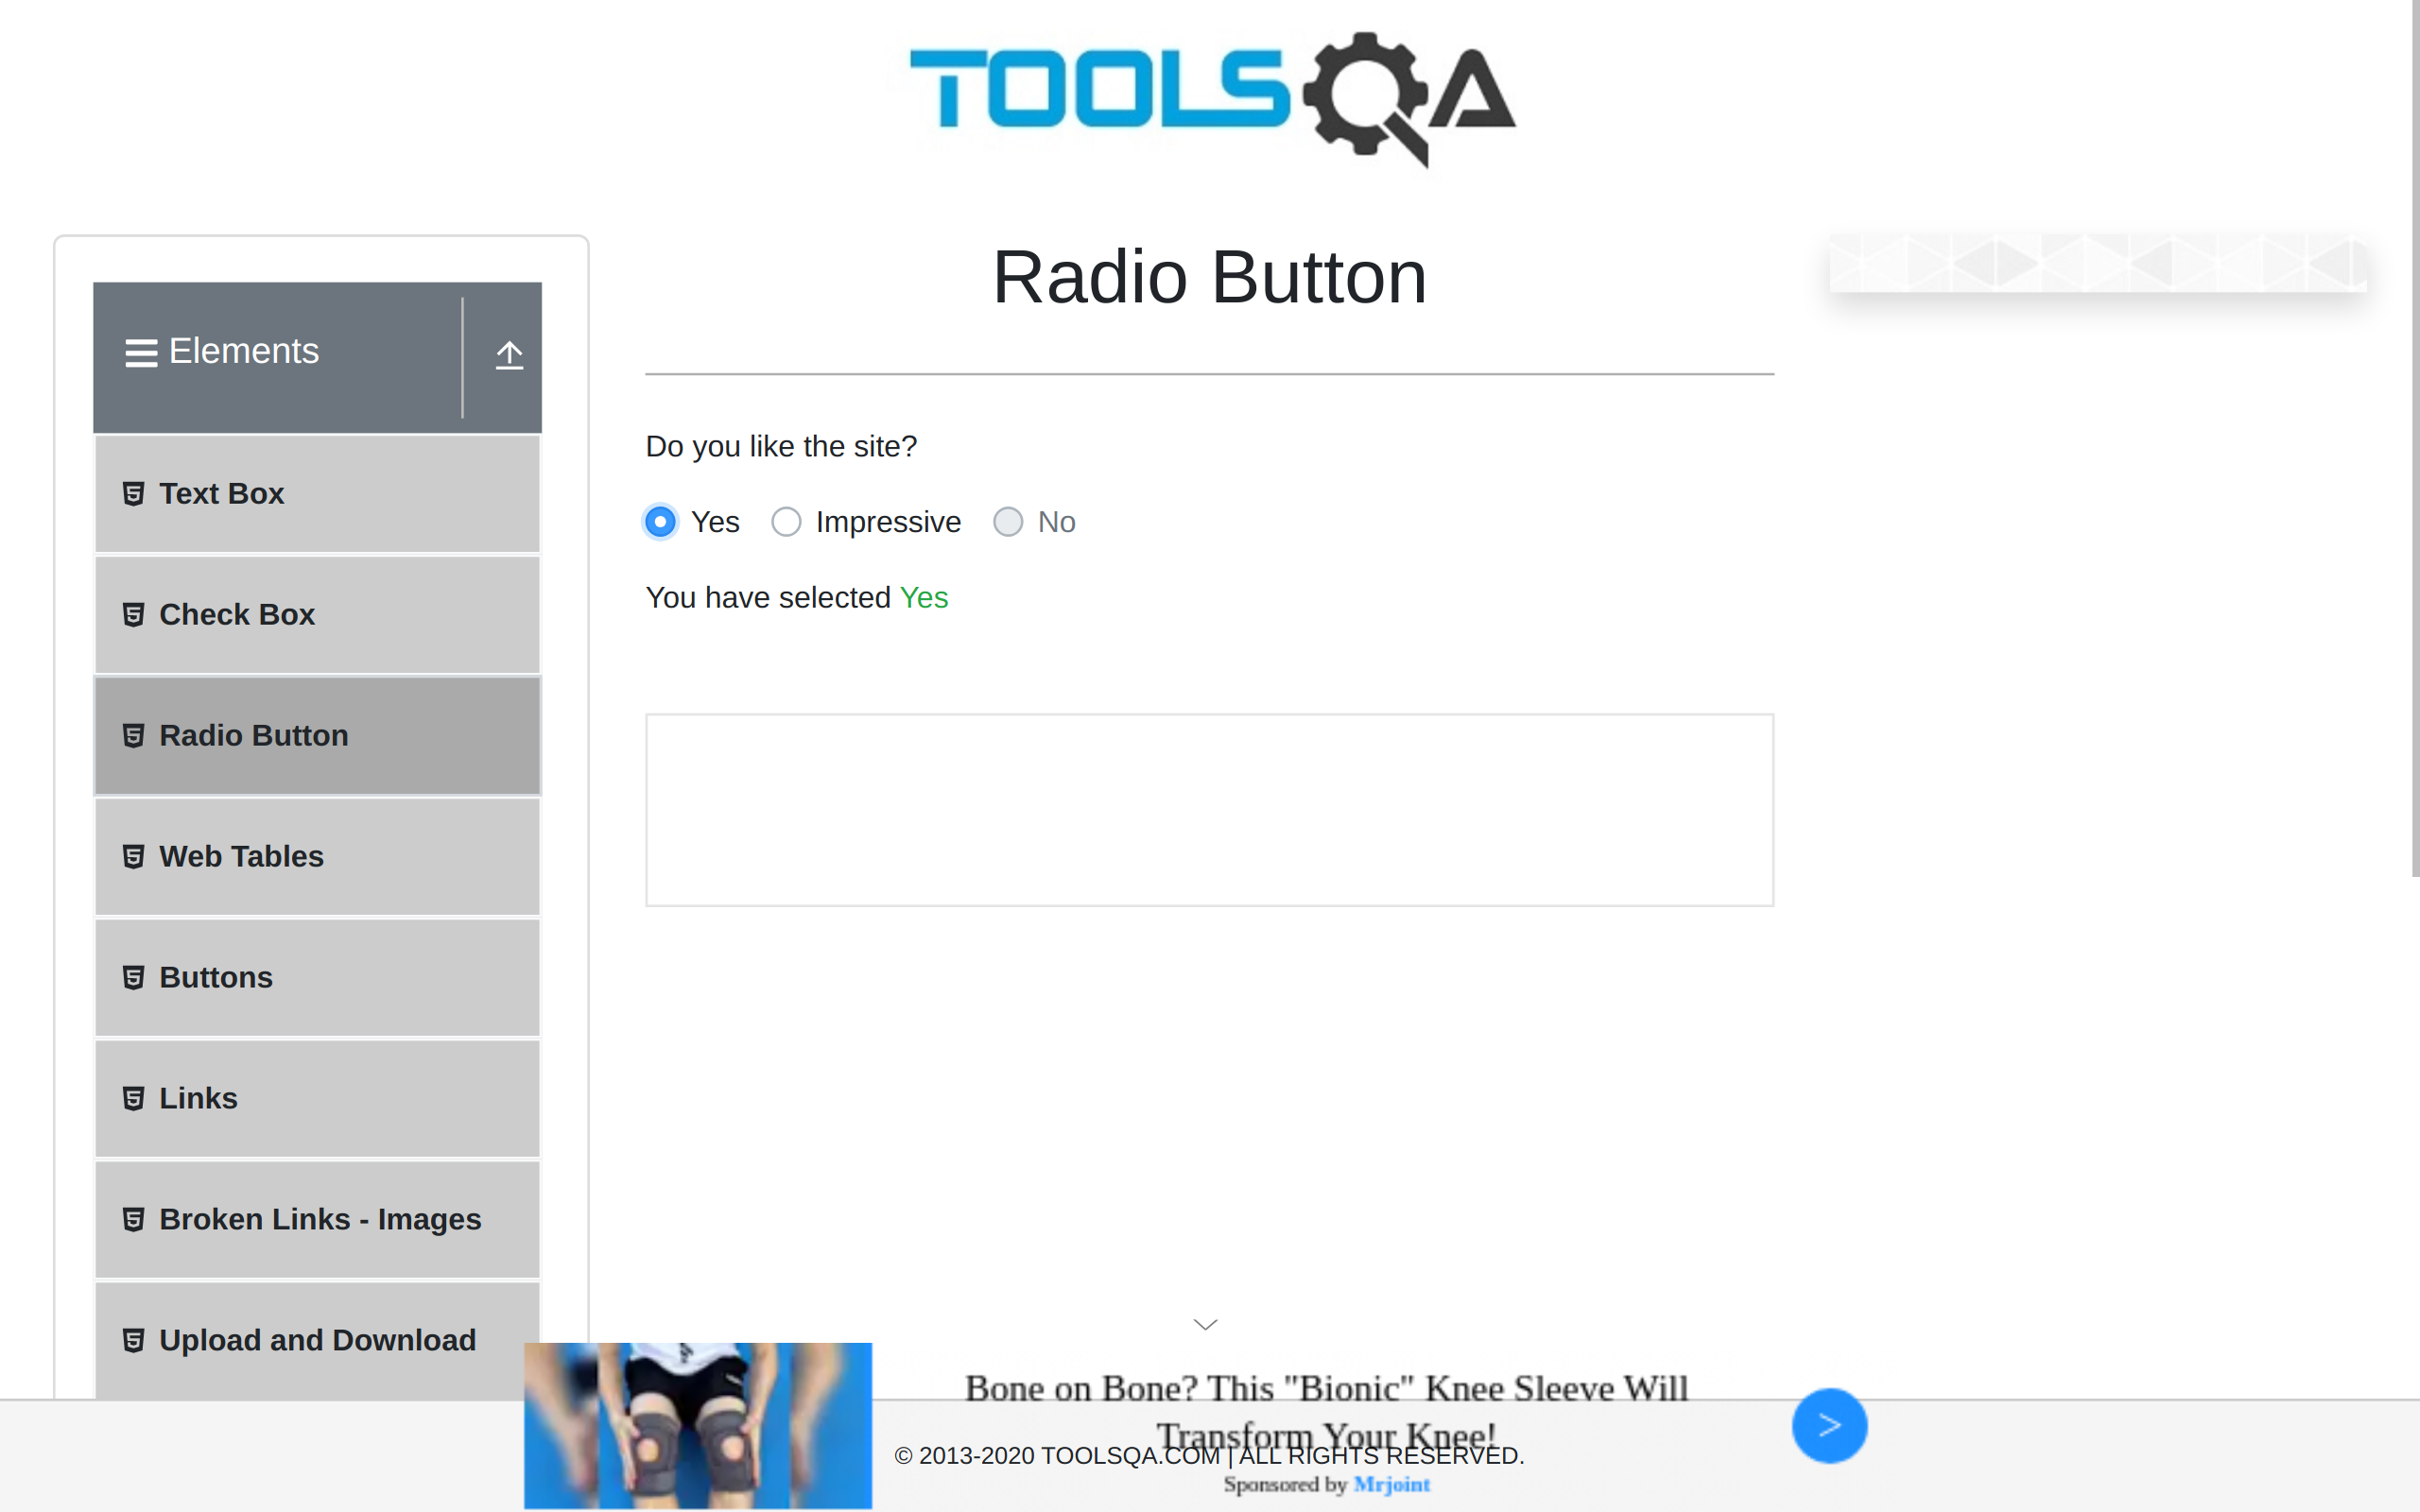 TOOLSQA
Radio Button
Elements
Text Box
Check Box
Radio Button
Web Tables
Buttons
Links
Broken Links - Images
Upload and Download
Do you like the site?
Yes Impressive No
You have selected Yes
Bone on Bone? This "Bionic" Knee Sleeve Will
Transform Your Knee!
© 2013-2020 TOOLSQA.COM | ALL RIGHTS RESERVED.
Sponsored by Mrjoint